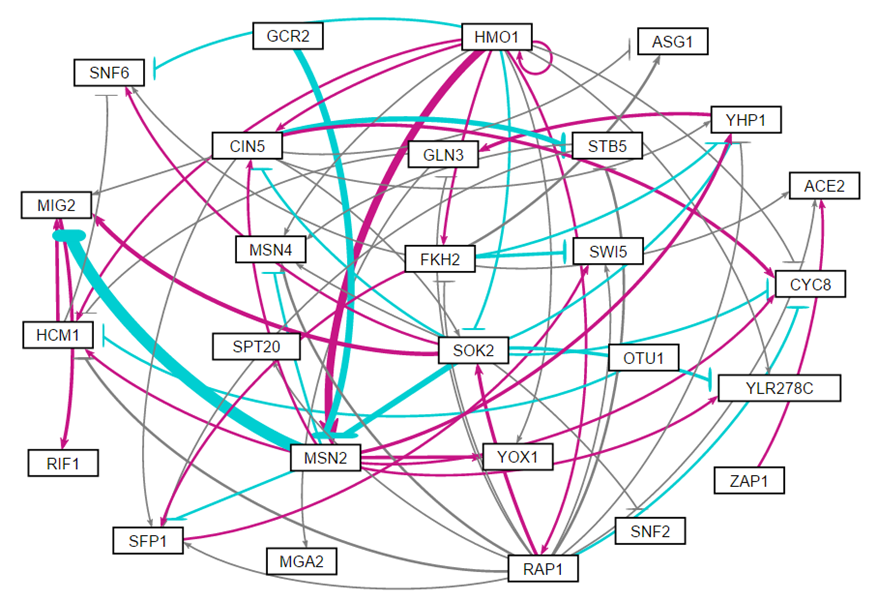 GCR2
HMO1
ASG1
SNF6
YHP1
CIN5
GLN3
STB5
ACE2
MIG2
MSN4
FKH2
SWI5
CYC8
HCM1
SPT20
SOK2
OTU1
YLR278C
RIF1
MSN2
YOX1
ZAP1
SNF2
SFP1
MGA2
RAP1